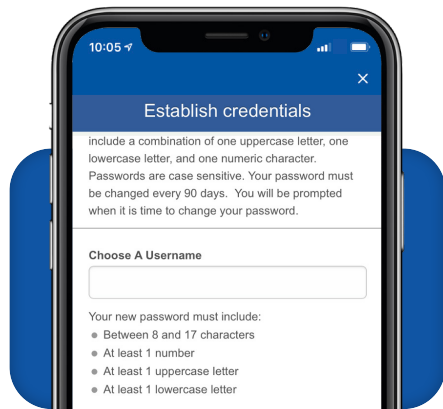 10:05
Establish credentials
include a combination of one uppercase letter, one
lowercase letter, and one numeric character.
Passwords are case sensitive. Your password must
be changed every 90 days.  You will be prompted
when it is time to change your password.
Choose A Username
Your new password must include:
Between 8 and 17 characters
At least 1 number
At least 1 uppercase letter
At least 1 lowercase letter